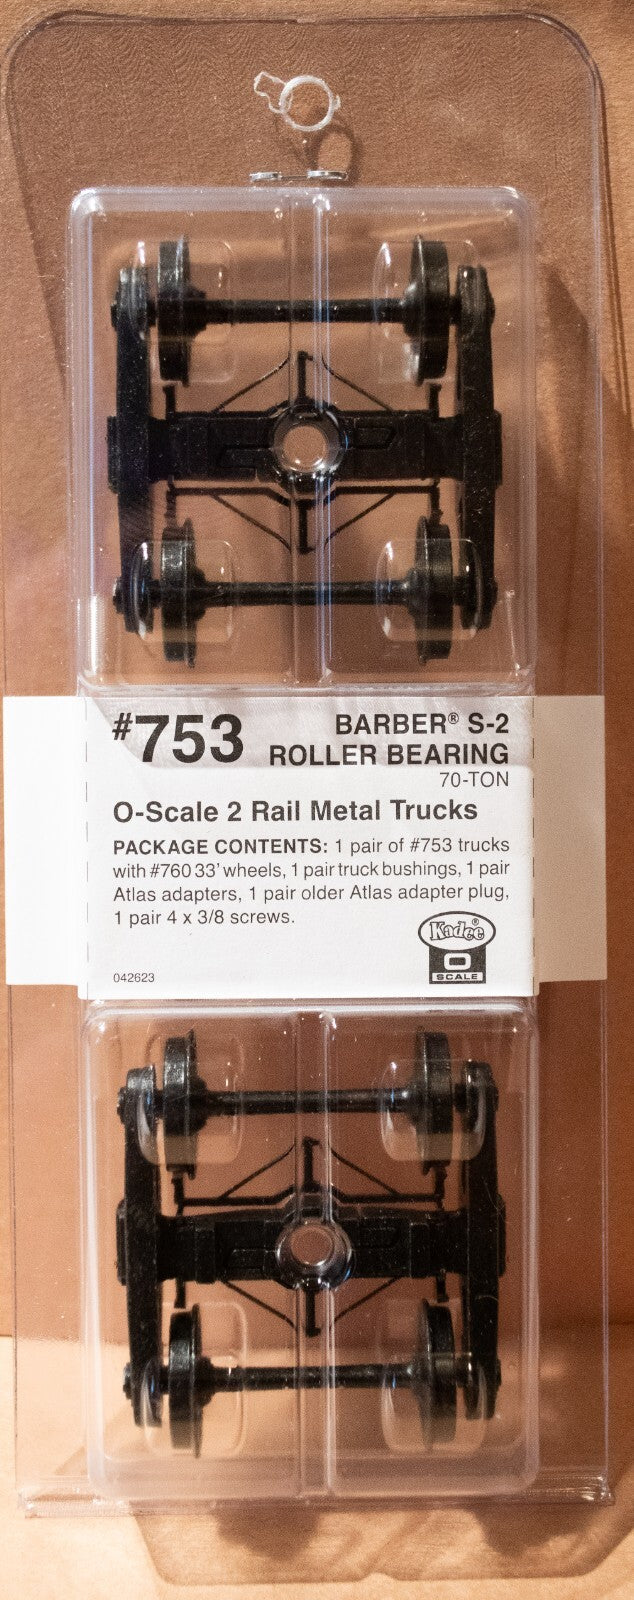 #753
BARBER® S-2
ROLLER BEARING
70-TON
O-Scale 2 Rail Metal Trucks
PACKAGE CONTENTS: 1 pair of #753 trucks
with #760 33' wheels, 1 pair truck bushings, 1 pair
Atlas adapters, 1 pair older Atlas adapter plug,
1 pair 4 x 3/8 screws.
Kadee®
O
SCALE
042623